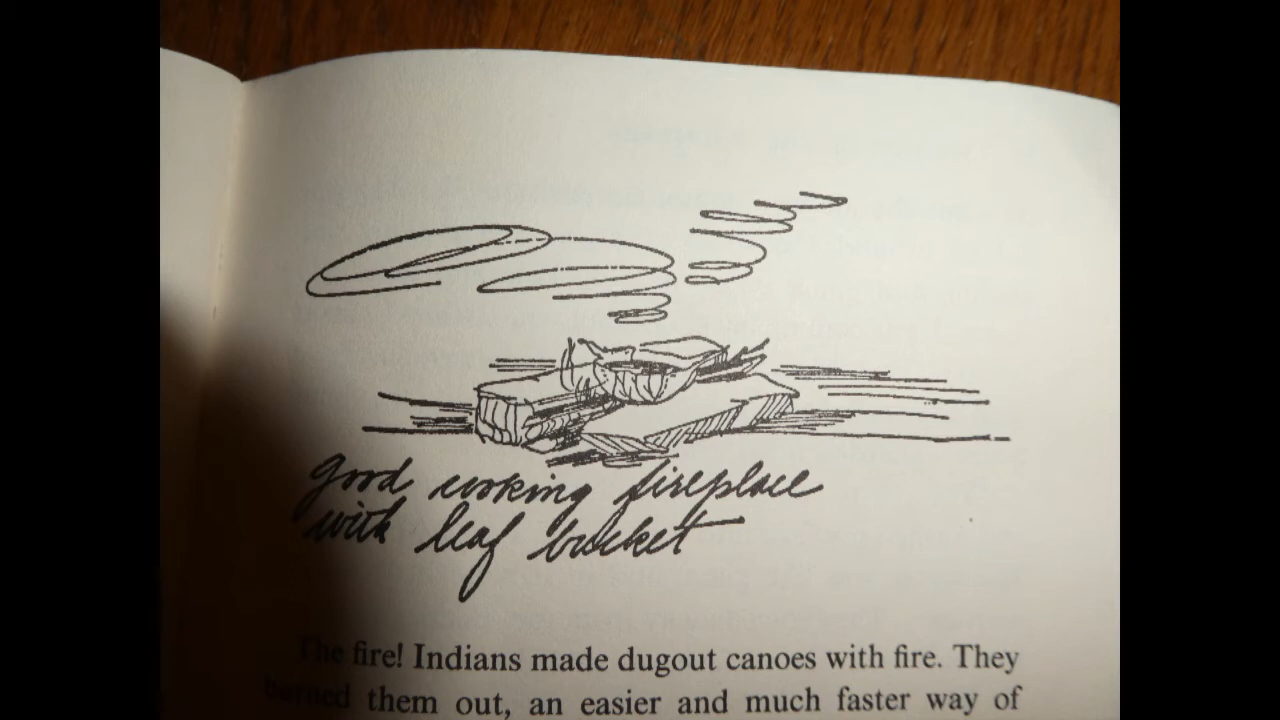 good cooking fireplace
with leaf bucket
The fire! Indians made dugout canoes with fire. They
burned them out, an easier and much faster way of